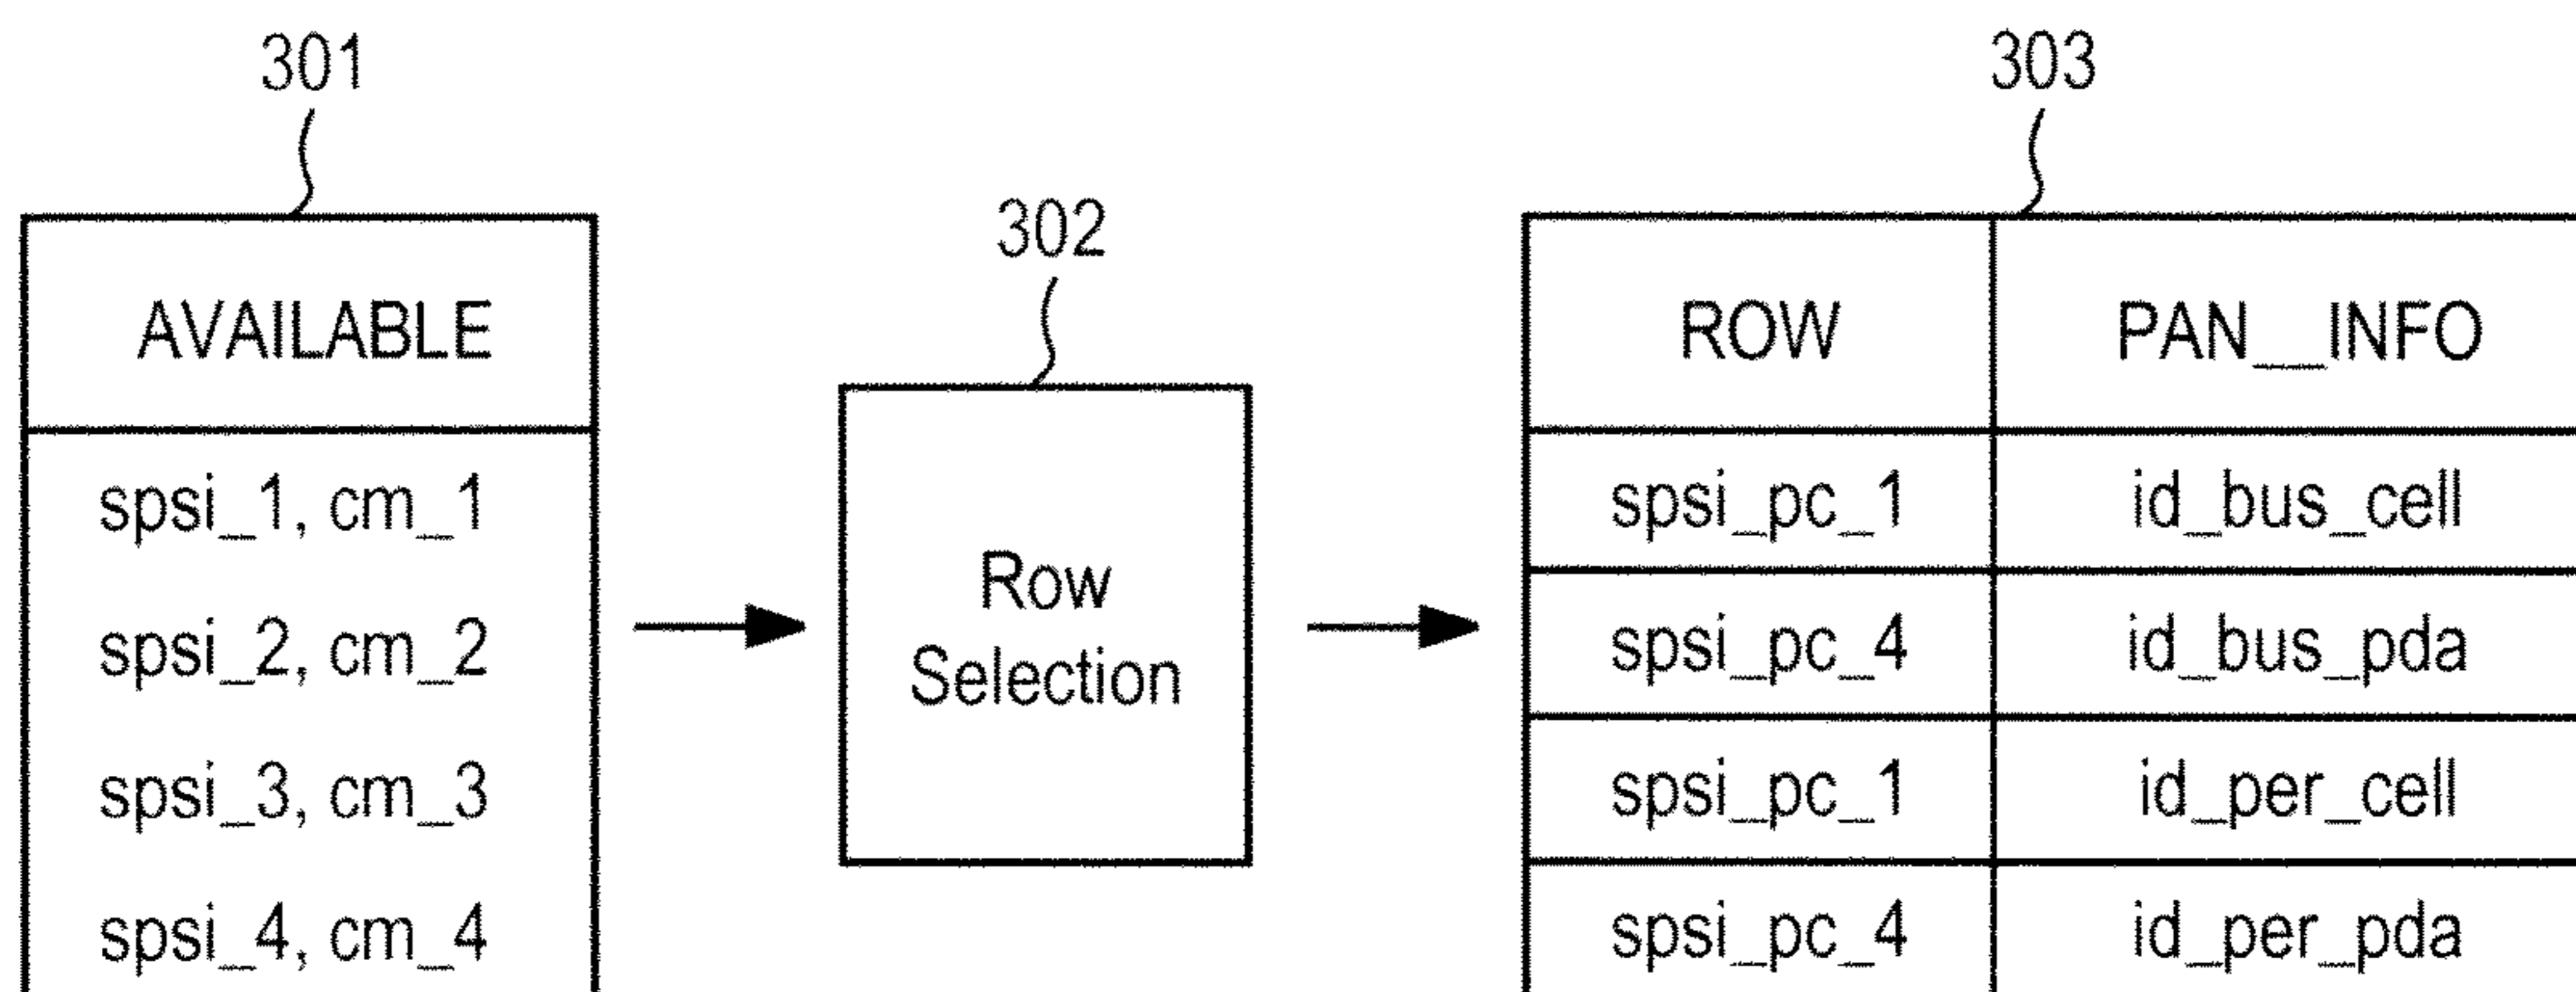 301
AVAILABLE
spsi_1, cm_1
spsi_2, cm_2
spsi_3, cm_3
spsi_4, cm_4
302
Row
Selection
303
ROW PAN__INFO
spsi_pc_1 id_bus_cell
spsi_pc_4 id_bus_pda
spsi_pc_1 id_per_cell
spsi_pc_4 id_per_pda